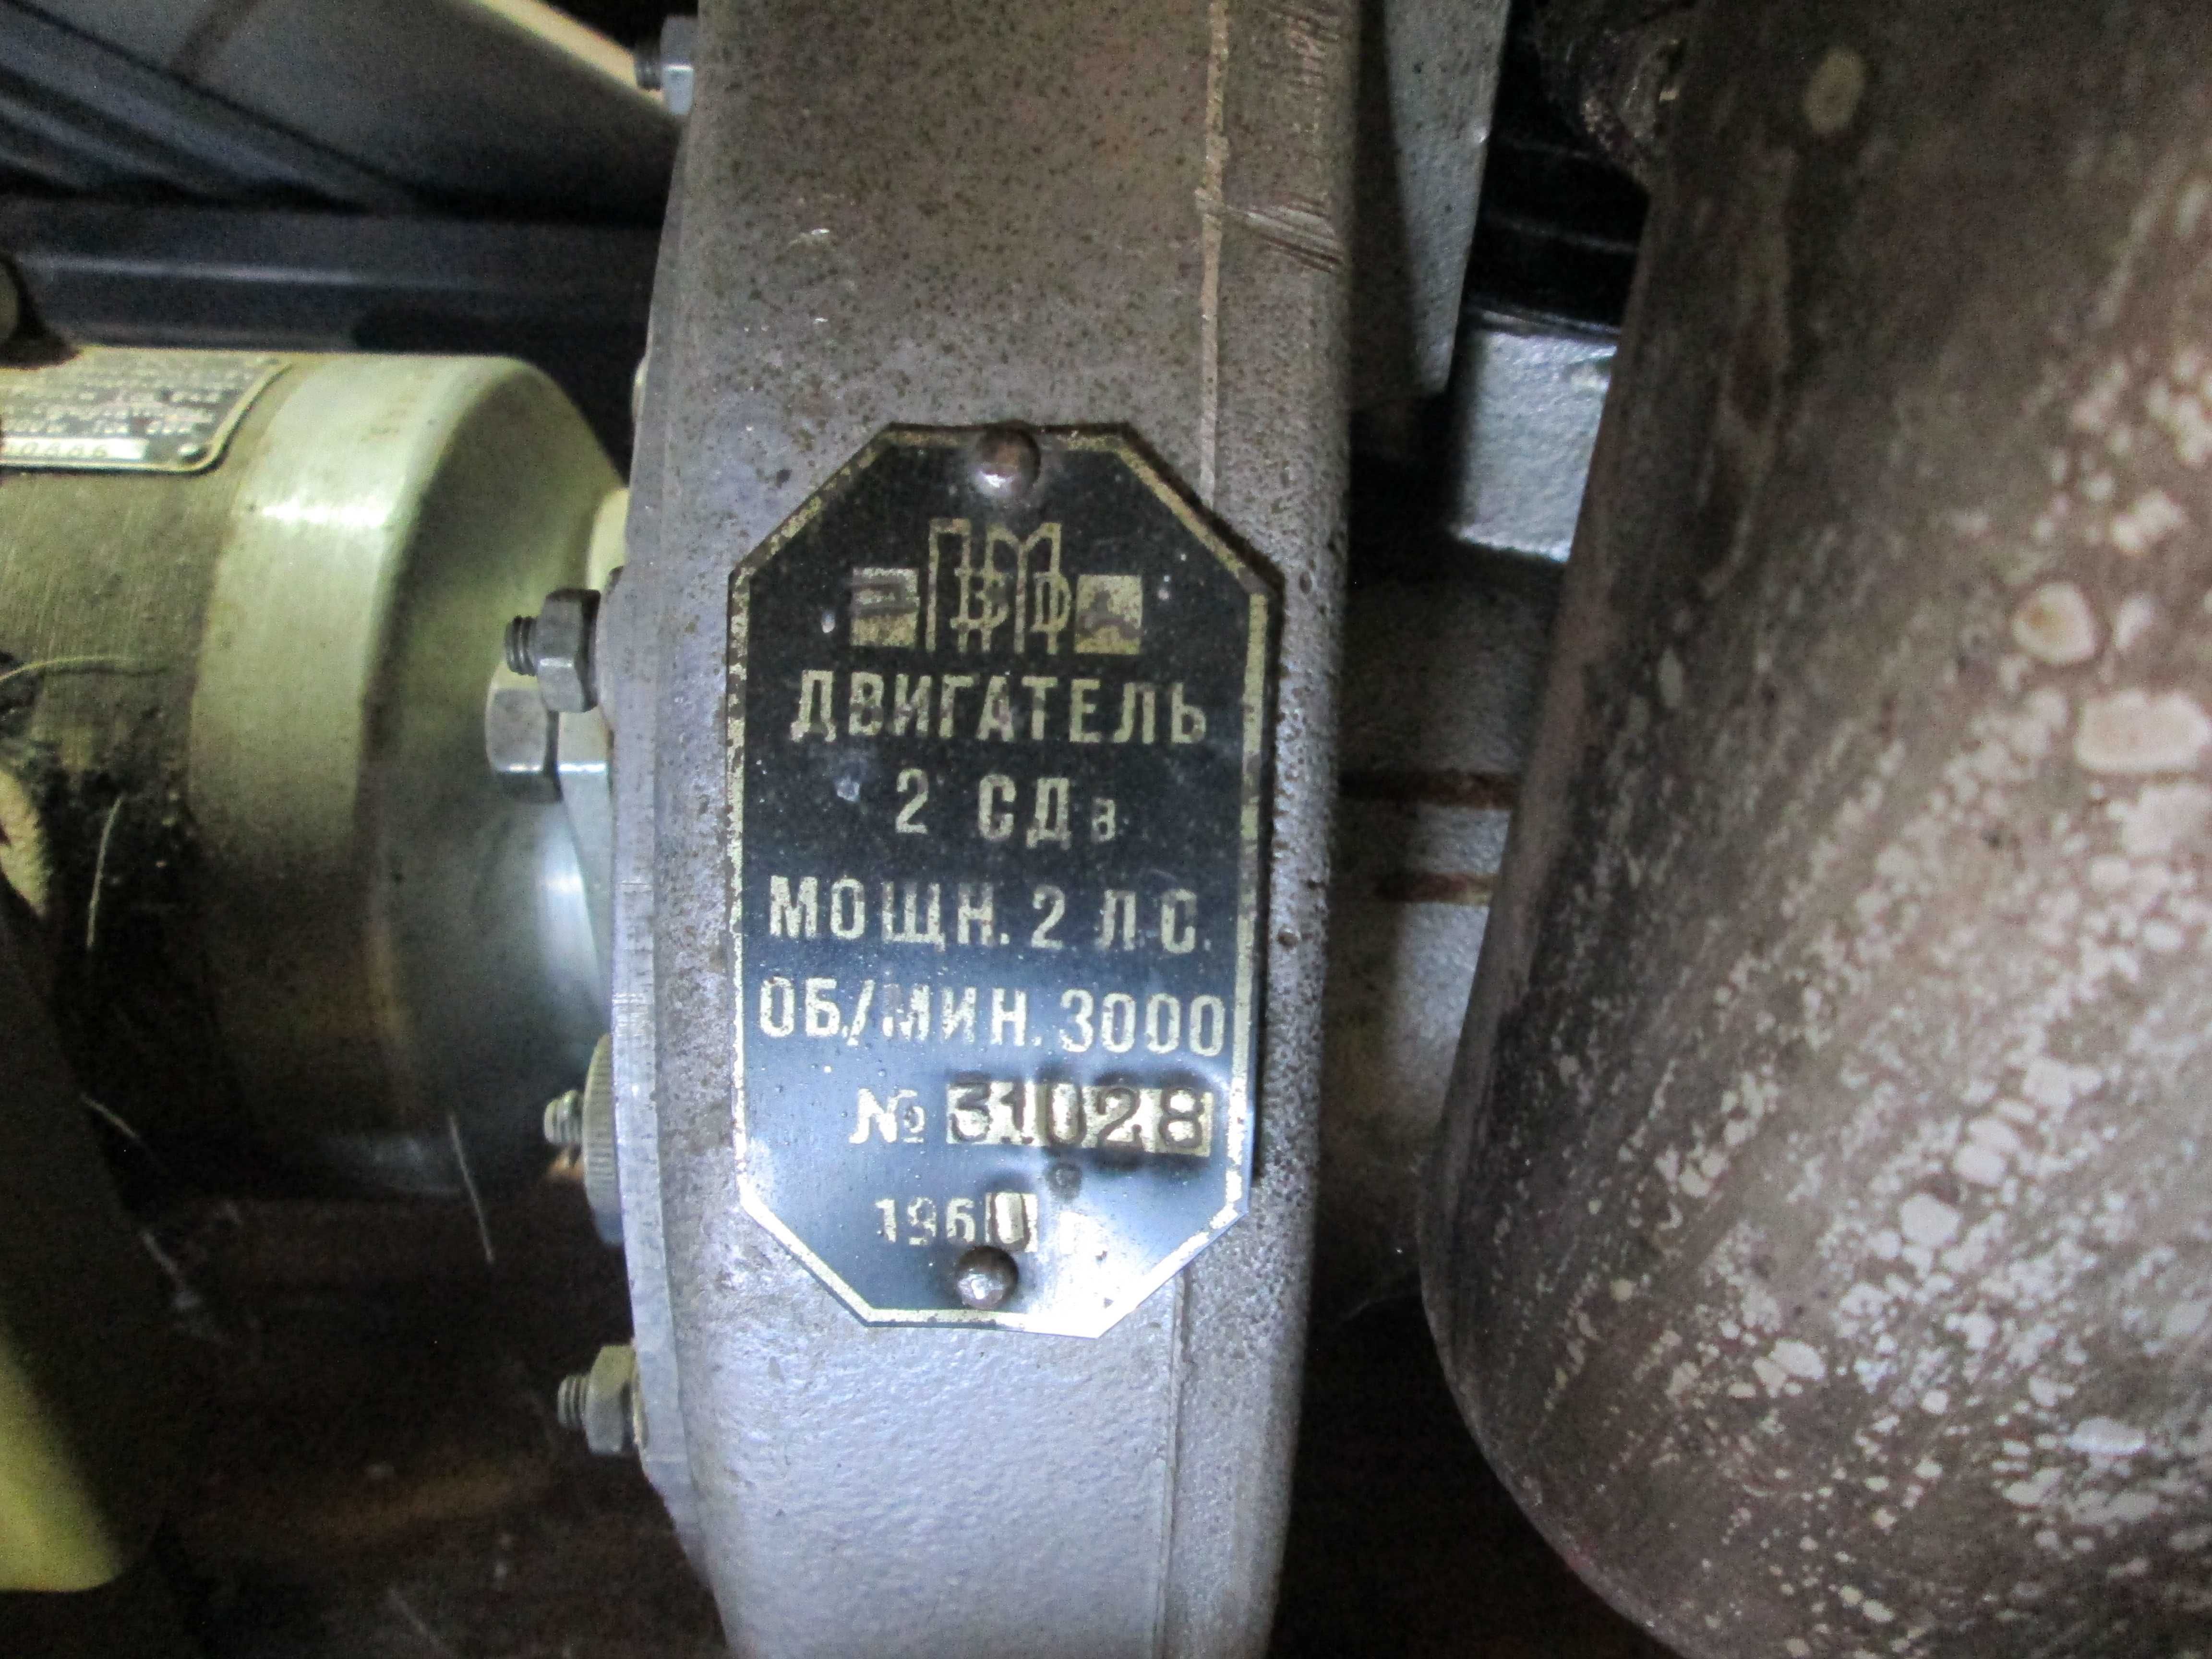 ДВИГАТЕЛЬ
2 СДв
МОЩН. 2 Л.С.
ОБ/МИН. 3000
№ 31028
1960